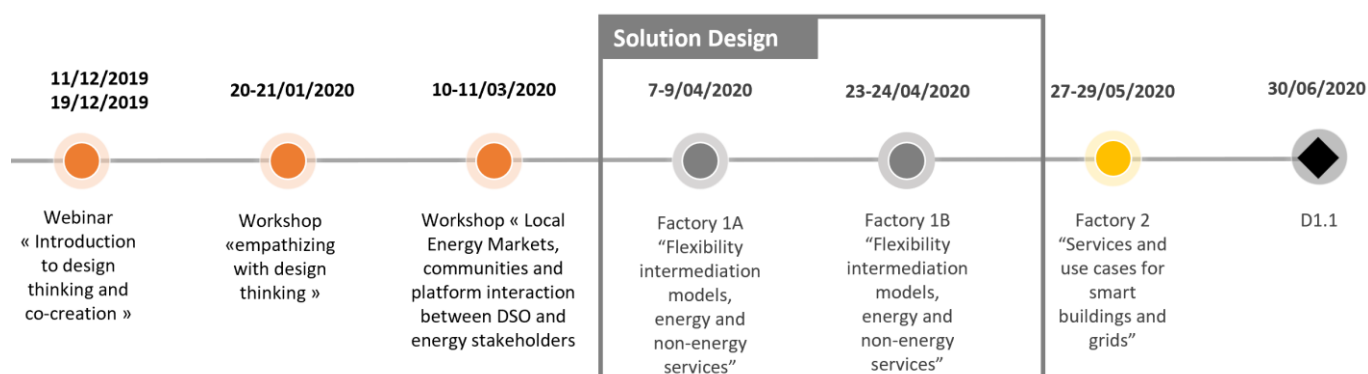 Solution Design
11/12/2019
19/12/2019
20-21/01/2020
10-11/03/2020
7-9/04/2020
23-24/04/2020
27-29/05/2020
30/06/2020
Webinar
« Introduction
to design
thinking and
co-creation »
Workshop
«empathizing
with design
thinking »
Workshop « Local
Energy Markets,
communities and
platform interaction
between DSO and
energy stakeholders
Factory 1A
“Flexibility
intermediation
models,
energy and
non-energy
services”
Factory 1B
“Flexibility
intermediation
models,
energy and
non-energy
services”
Factory 2
“Services and
use cases for
smart
buildings and
grids”
D1.1